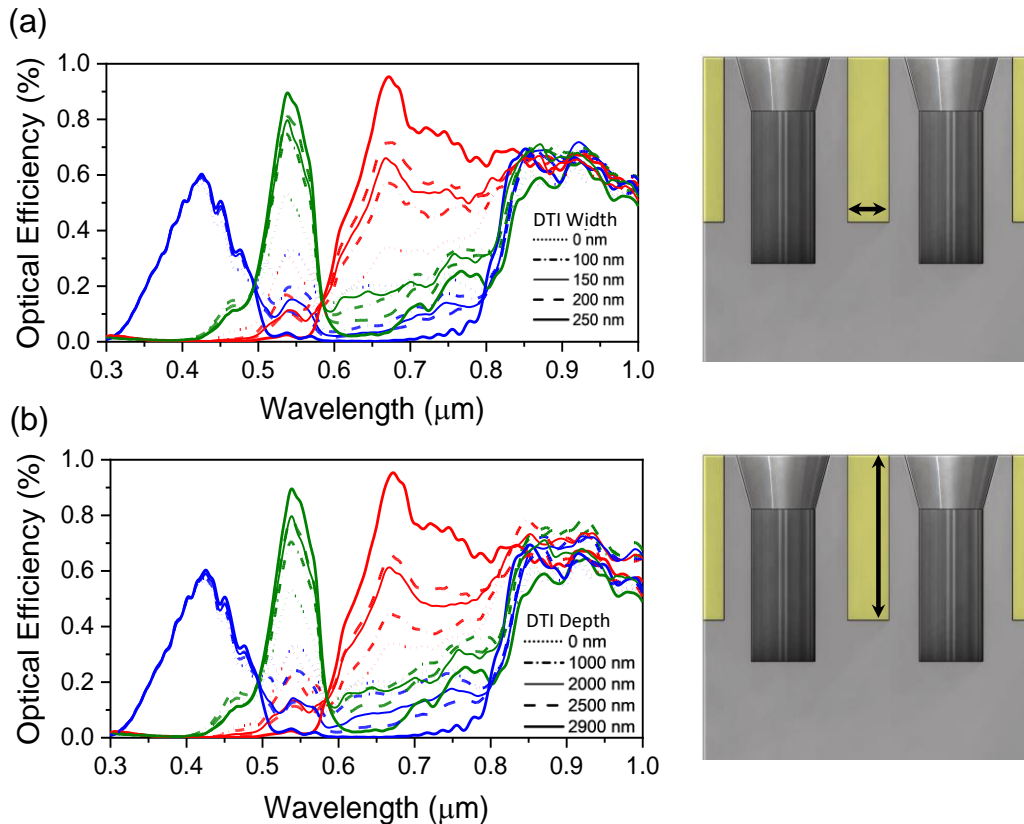 (a)
Optical Efficiency (%)
1.0
0.8
0.6
0.4
0.2
0.0
DTI Width
0 nm
100 nm
150 nm
200 nm
250 nm
0.3 0.4 0.5 0.6 0.7 0.8 0.9 1.0
Wavelength (μm)
(b)
Optical Efficiency (%)
1.0
0.8
0.6
0.4
0.2
0.0
DTI Depth
0 nm
1000 nm
2000 nm
2500 nm
2900 nm
0.3 0.4 0.5 0.6 0.7 0.8 0.9 1.0
Wavelength (μm)